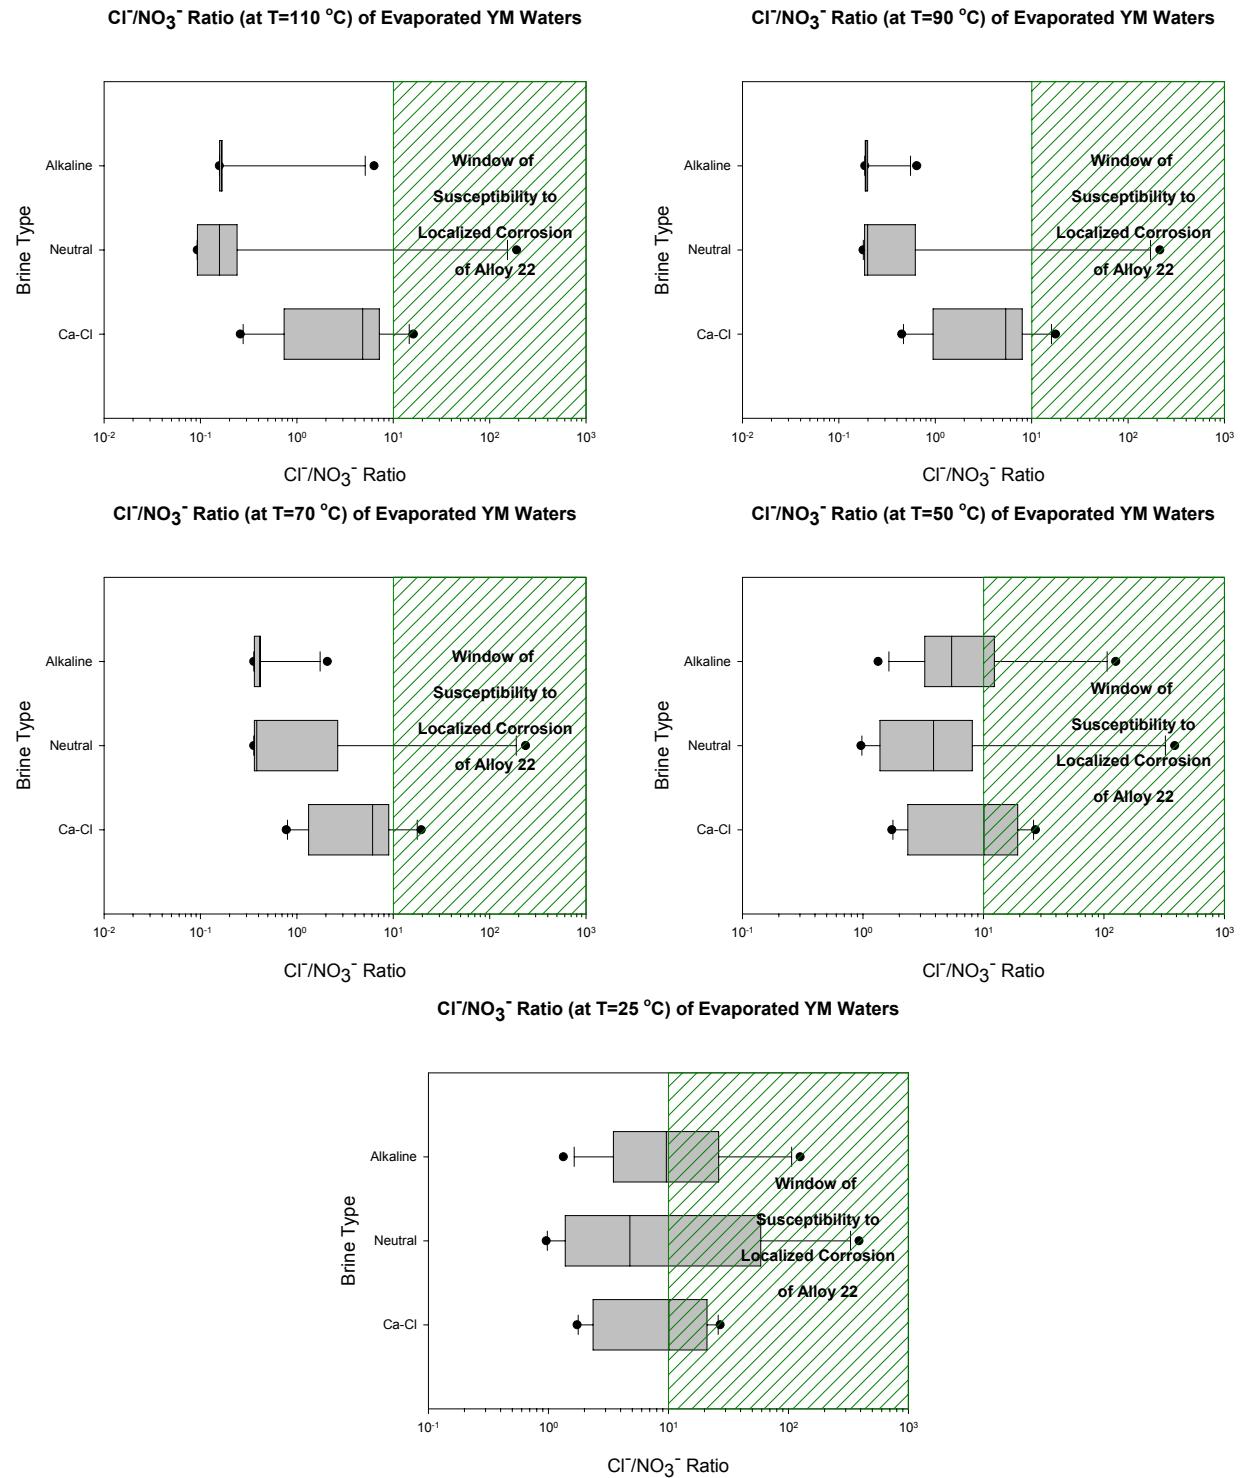 Cl⁻/NO₃⁻ Ratio (at T=110 °C) of Evaporated YM Waters
Brine Type
Alkaline
Neutral
Ca-Cl
Window of
Susceptibility to
Localized Corrosion
of Alloy 22
10⁻² 10⁻¹ 10⁰ 10¹ 10² 10³
Cl⁻/NO₃⁻ Ratio
Cl⁻/NO₃⁻ Ratio (at T=90 °C) of Evaporated YM Waters
Brine Type
Alkaline
Neutral
Ca-Cl
Window of
Susceptibility to
Localized Corrosion
of Alloy 22
10⁻² 10⁻¹ 10⁰ 10¹ 10² 10³
Cl⁻/NO₃⁻ Ratio
Cl⁻/NO₃⁻ Ratio (at T=70 °C) of Evaporated YM Waters
Brine Type
Alkaline
Neutral
Ca-Cl
Window of
Susceptibility to
Localized Corrosion
of Alloy 22
10⁻² 10⁻¹ 10⁰ 10¹ 10² 10³
Cl⁻/NO₃⁻ Ratio
Cl⁻/NO₃⁻ Ratio (at T=50 °C) of Evaporated YM Waters
Brine Type
Alkaline
Neutral
Ca-Cl
Window of
Susceptibility to
Localized Corrosion
of Alloy 22
10⁻¹ 10⁰ 10¹ 10² 10³
Cl⁻/NO₃⁻ Ratio
Cl⁻/NO₃⁻ Ratio (at T=25 °C) of Evaporated YM Waters
Brine Type
Alkaline
Neutral
Ca-Cl
Window of
Susceptibility to
Localized Corrosion
of Alloy 22
10⁻¹ 10⁰ 10¹ 10² 10³
Cl⁻/NO₃⁻ Ratio